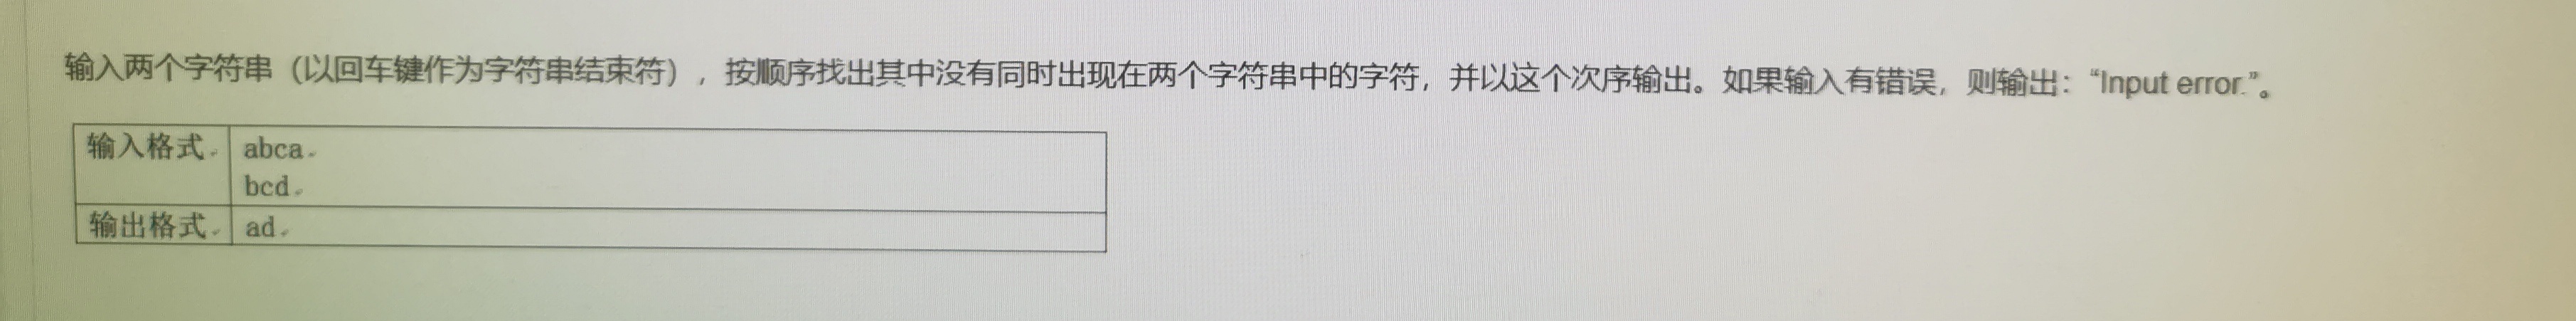 输入两个字符串（以回车键作为字符串结束符），按顺序找出其中没有同时出现在两个字符串中的字符，并以这个次序输出。如果输入有错误，则输出：“Input error.”。
输入格式 abca
bcd
输出格式 ad